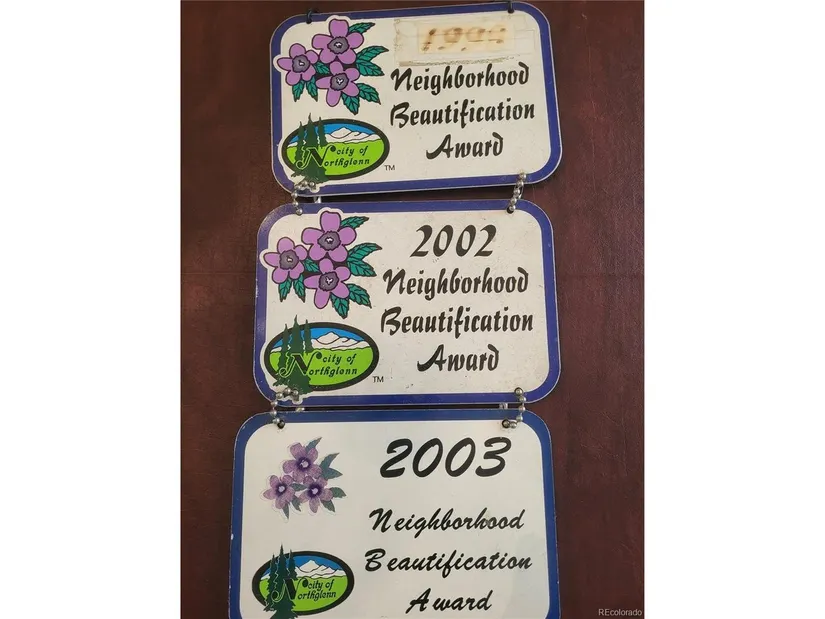 Neighborhood
Beautification
Award
city of
Northglenn
TM
2002
Neighborhood
Beautification
Award
city of
Northglenn
TM
2003
Neighborhood
Beautification
Award
city of
Northglenn
REcolorado